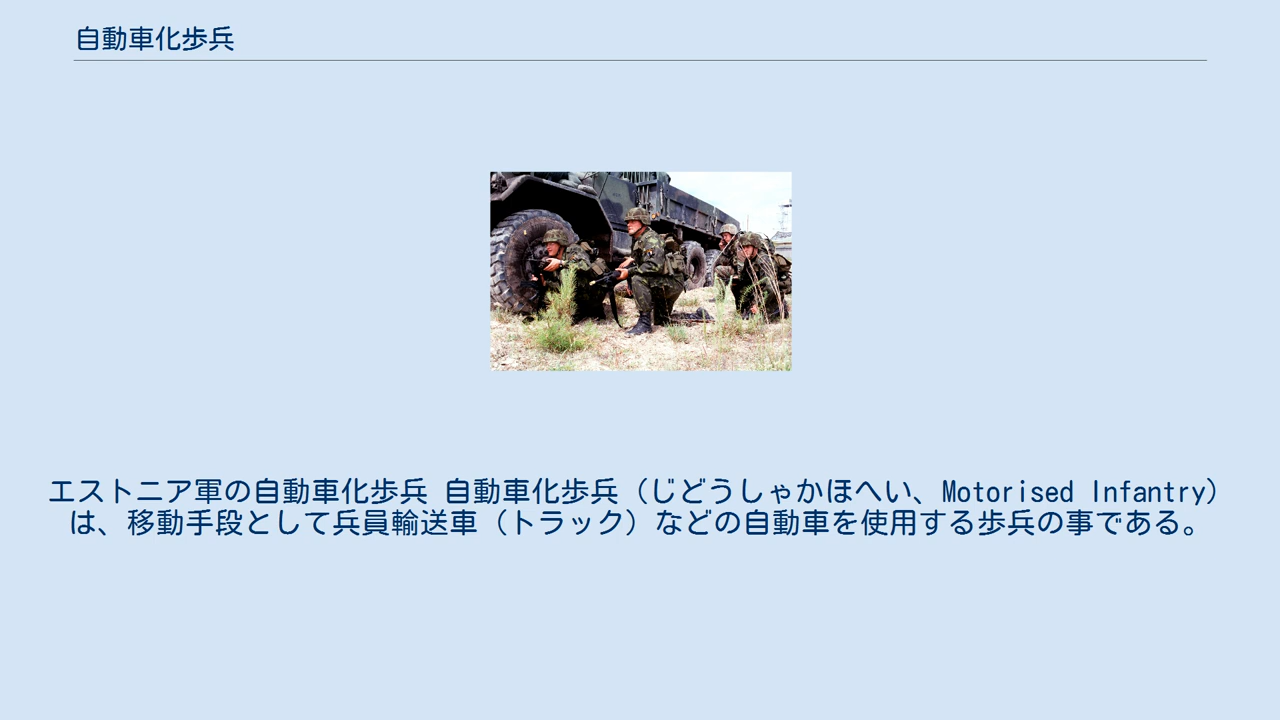 自動車化歩兵
エストニア軍の自動車化歩兵 自動車化歩兵（じどうしゃかほへい、Motorised Infantry）
は、移動手段として兵員輸送車（トラック）などの自動車を使用する歩兵の事である。